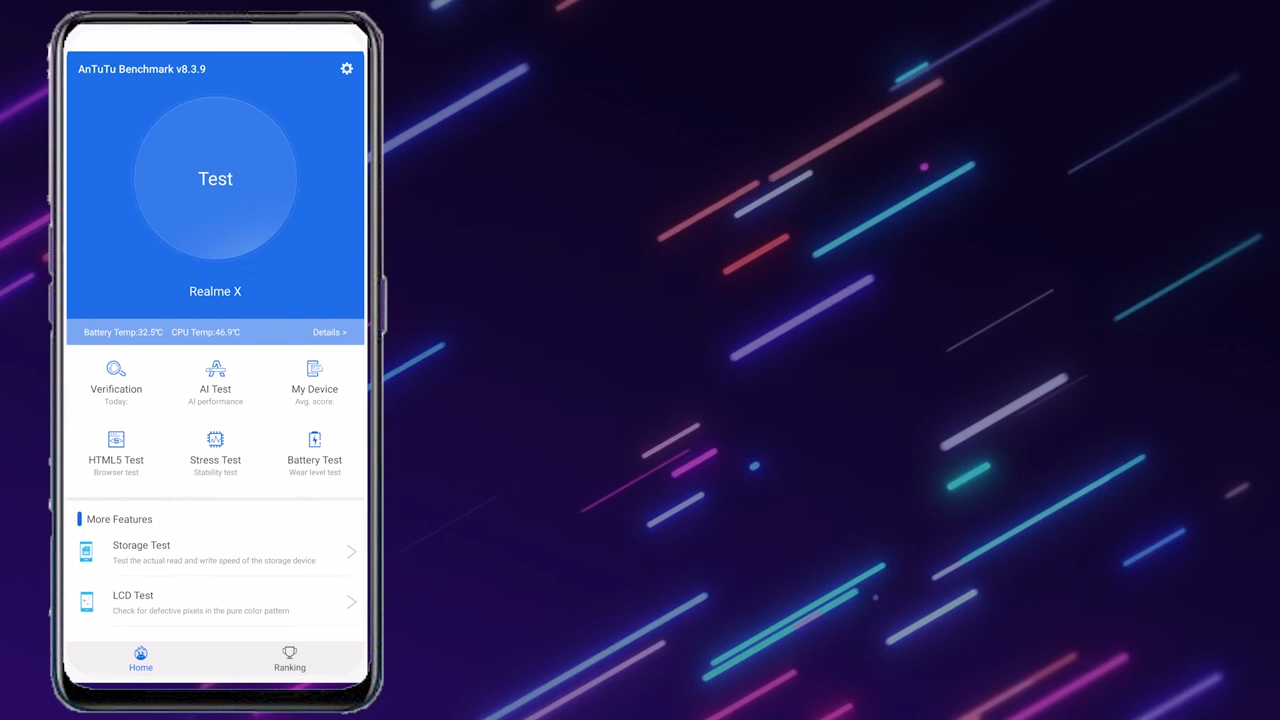 AnTuTu Benchmark v8.3.9
Test
Realme X
Battery Temp:32.5℃ CPU Temp:46.9℃ Details >
Verification AI Test My Device
Today: AI performance Avg. score:
HTML5 Test Stress Test Battery Test
Browser test Stability test Wear level test
More Features
Storage Test
Test the actual read and write speed of the storage device
LCD Test
Check for defective pixels in the pure color pattern
Home Ranking